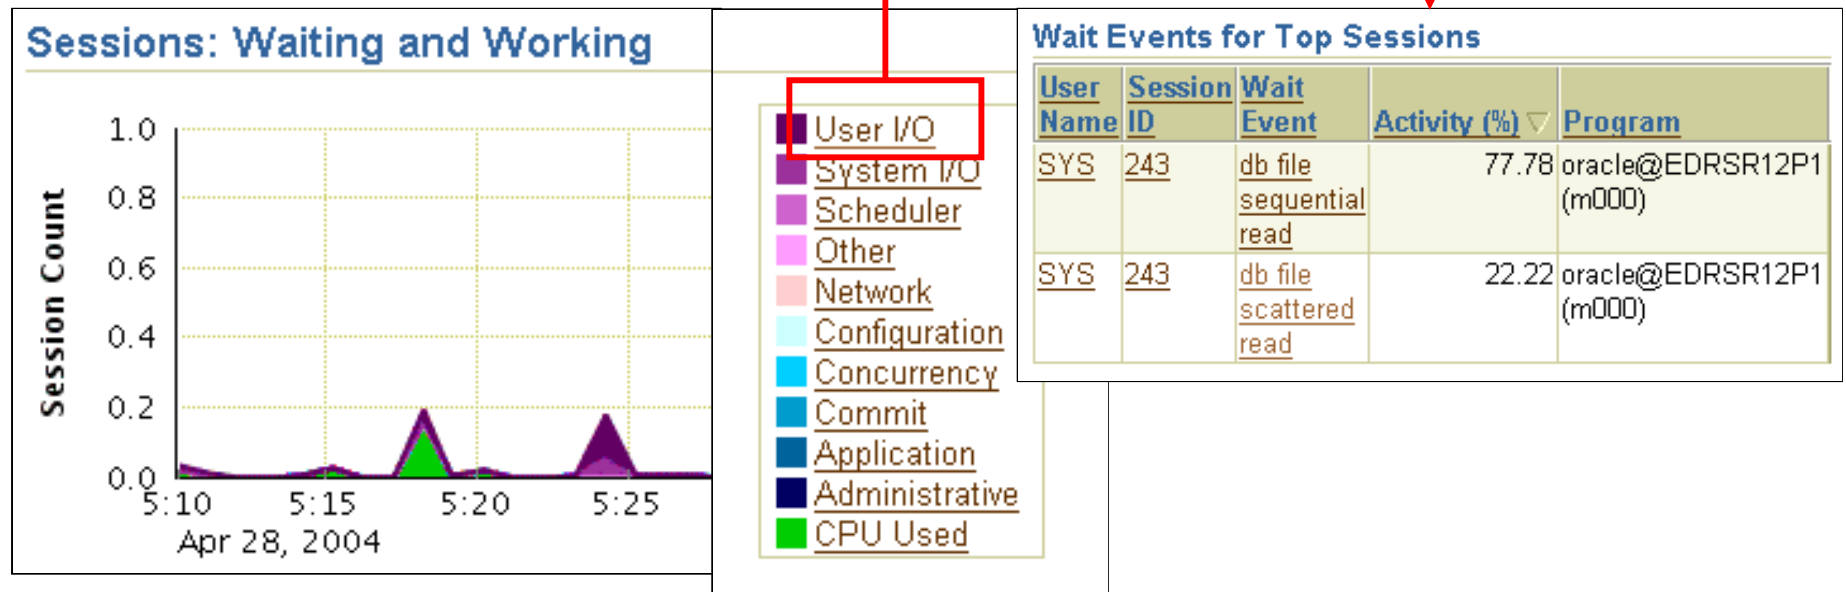 Sessions: Waiting and Working
1.0
0.8
0.6
0.4
0.2
0.0
Session Count
5:10 5:15 5:20 5:25
Apr 28, 2004
User I/O
System I/O
Scheduler
Other
Network
Configuration
Concurrency
Commit
Application
Administrative
CPU Used
Wait Events for Top Sessions
User Session Wait
Name ID Event Activity (%) Program
SYS 243 db file 77.78 oracle@EDRSR12P1
sequential (m000)
read
SYS 243 db file 22.22 oracle@EDRSR12P1
scattered (m000)
read